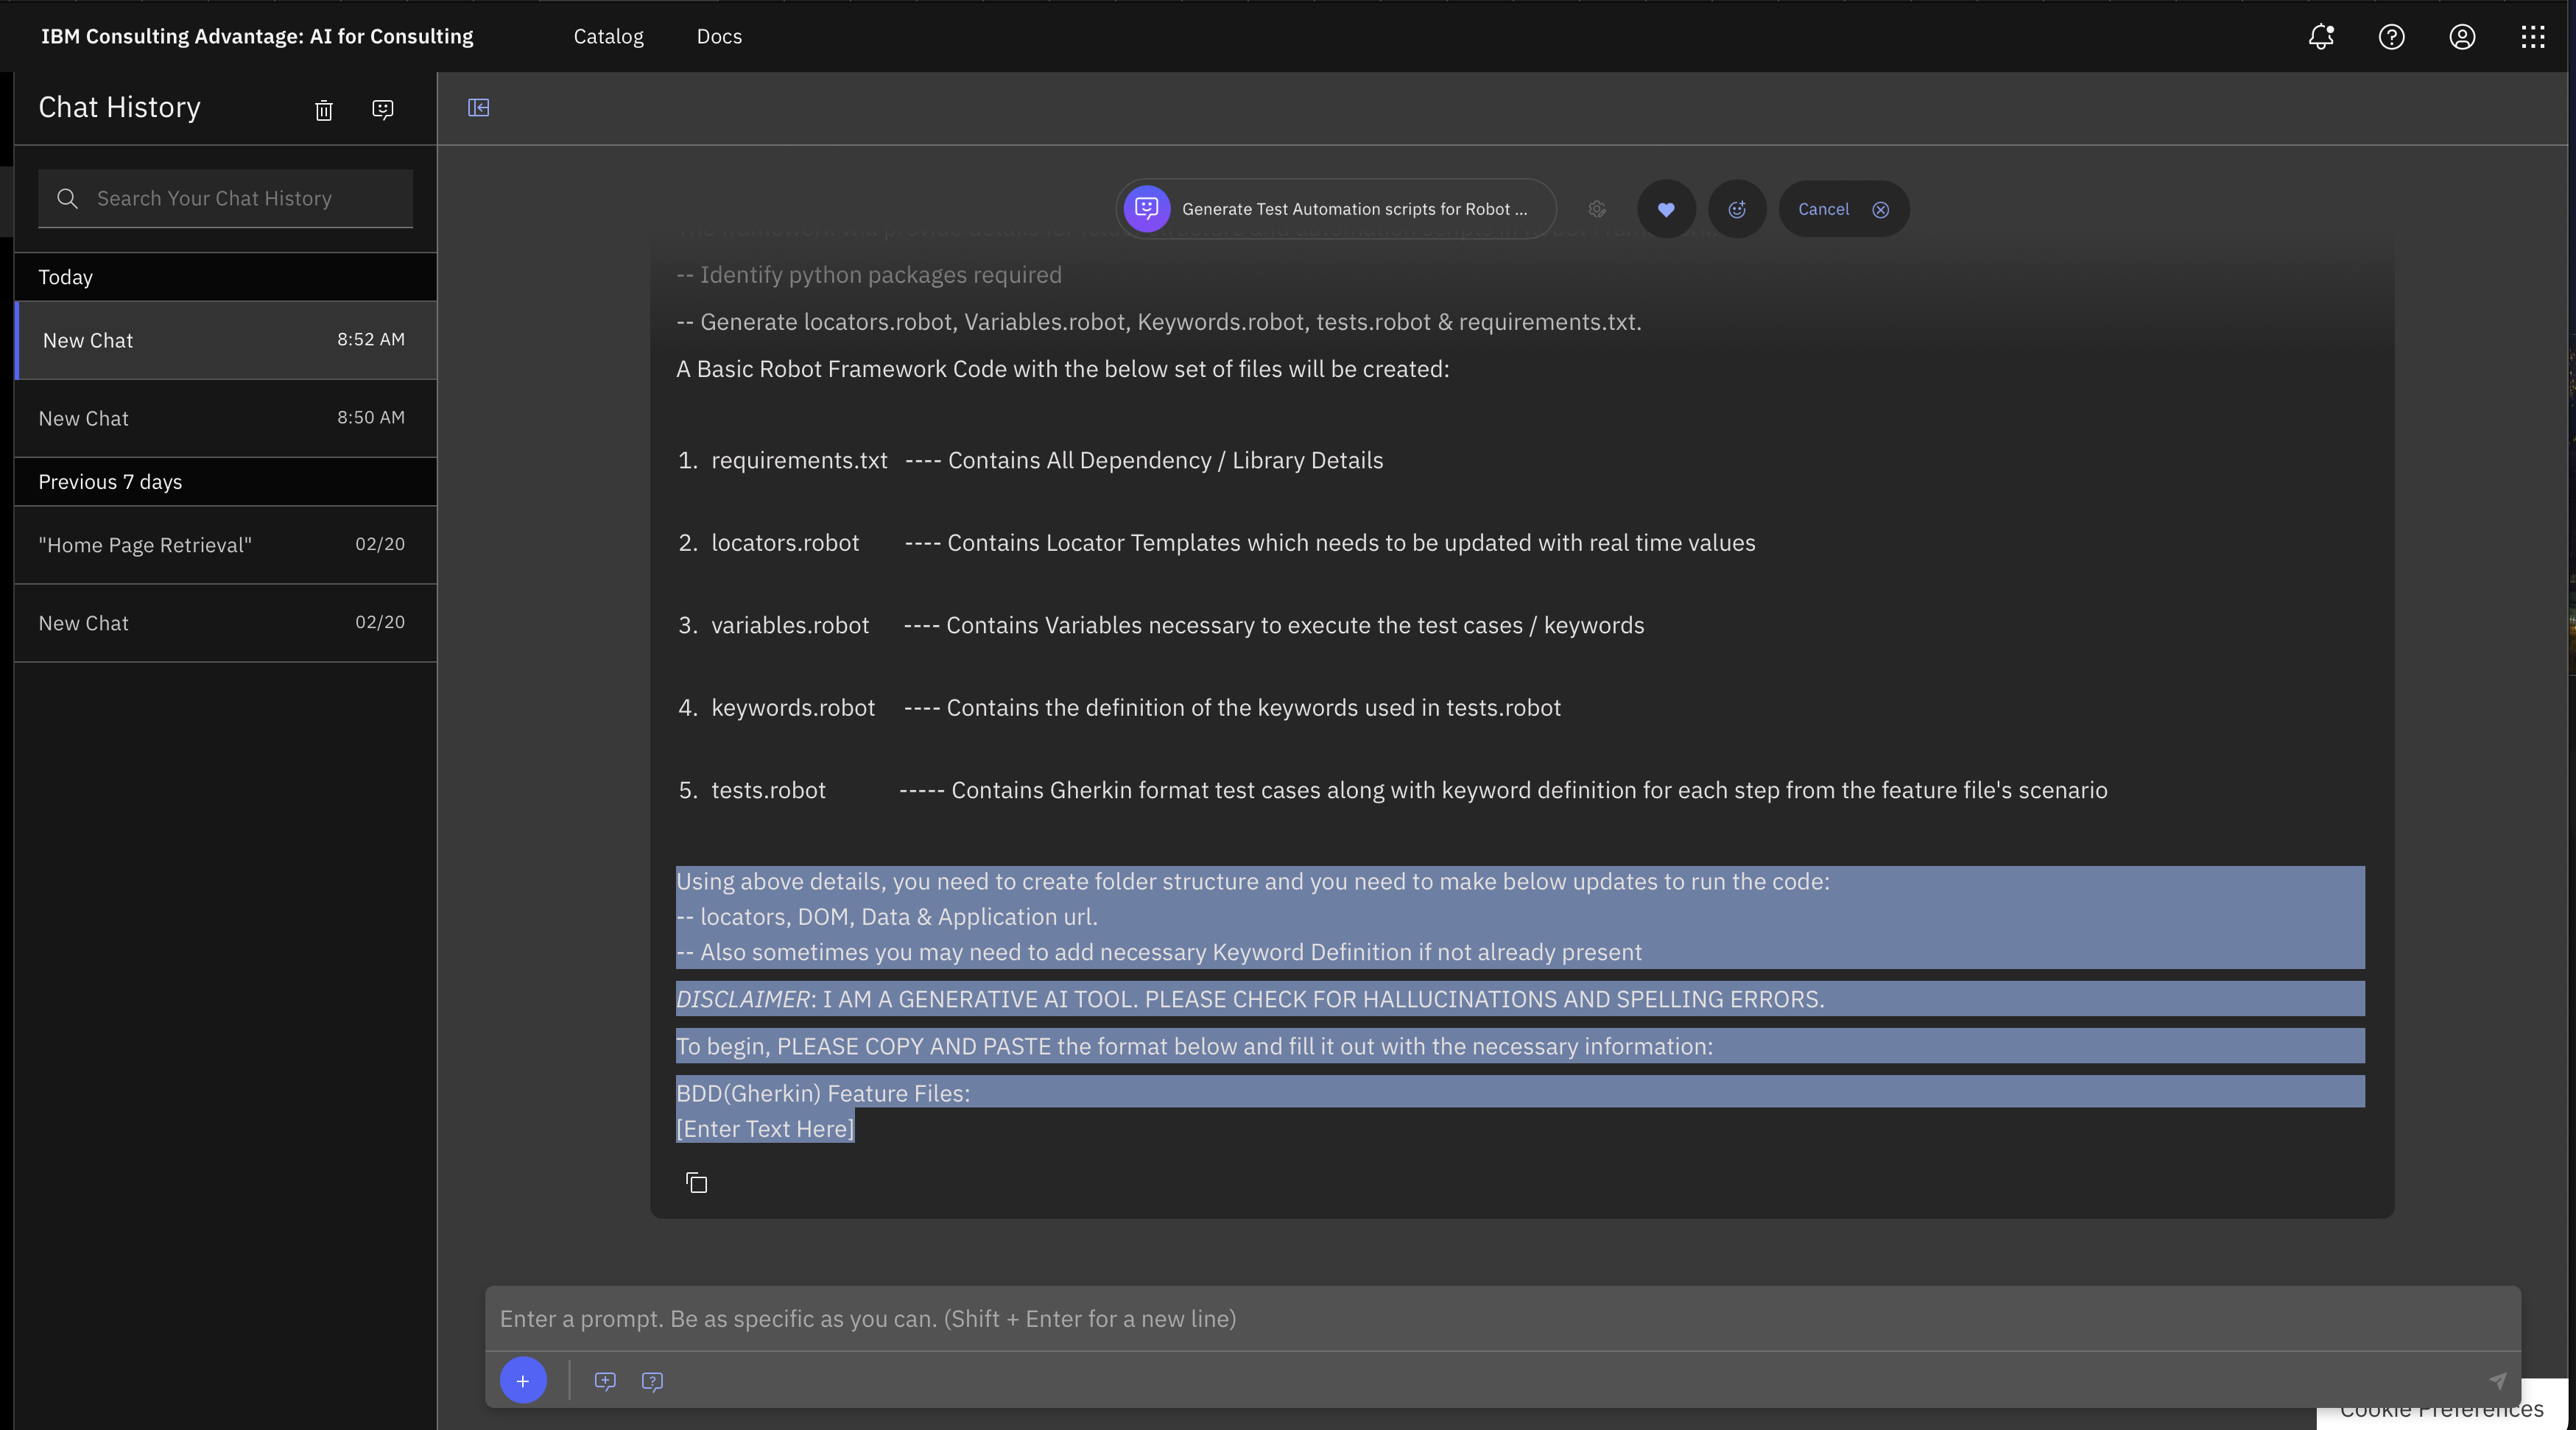 IBM Consulting Advantage: AI for Consulting
Catalog
Docs
Chat History
Search Your Chat History
Today
New Chat 8:52 AM
New Chat 8:50 AM
Previous 7 days
"Home Page Retrieval" 02/20
New Chat 02/20
Generate Test Automation scripts for Robot ...
Cancel
-- Identify python packages required
-- Generate locators.robot, Variables.robot, Keywords.robot, tests.robot & requirements.txt.
A Basic Robot Framework Code with the below set of files will be created:
1. requirements.txt ---- Contains All Dependency / Library Details
2. locators.robot ---- Contains Locator Templates which needs to be updated with real time values
3. variables.robot ---- Contains Variables necessary to execute the test cases / keywords
4. keywords.robot ---- Contains the definition of the keywords used in tests.robot
5. tests.robot ----- Contains Gherkin format test cases along with keyword definition for each step from the feature file's scenario
Using above details, you need to create folder structure and you need to make below updates to run the code:
-- locators, DOM, Data & Application url.
-- Also sometimes you may need to add necessary Keyword Definition if not already present
DISCLAIMER: I AM A GENERATIVE AI TOOL. PLEASE CHECK FOR HALLUCINATIONS AND SPELLING ERRORS.
To begin, PLEASE COPY AND PASTE the format below and fill it out with the necessary information:
BDD(Gherkin) Feature Files:
[Enter Text Here]
Enter a prompt. Be as specific as you can. (Shift + Enter for a new line)
Cookie Preferences